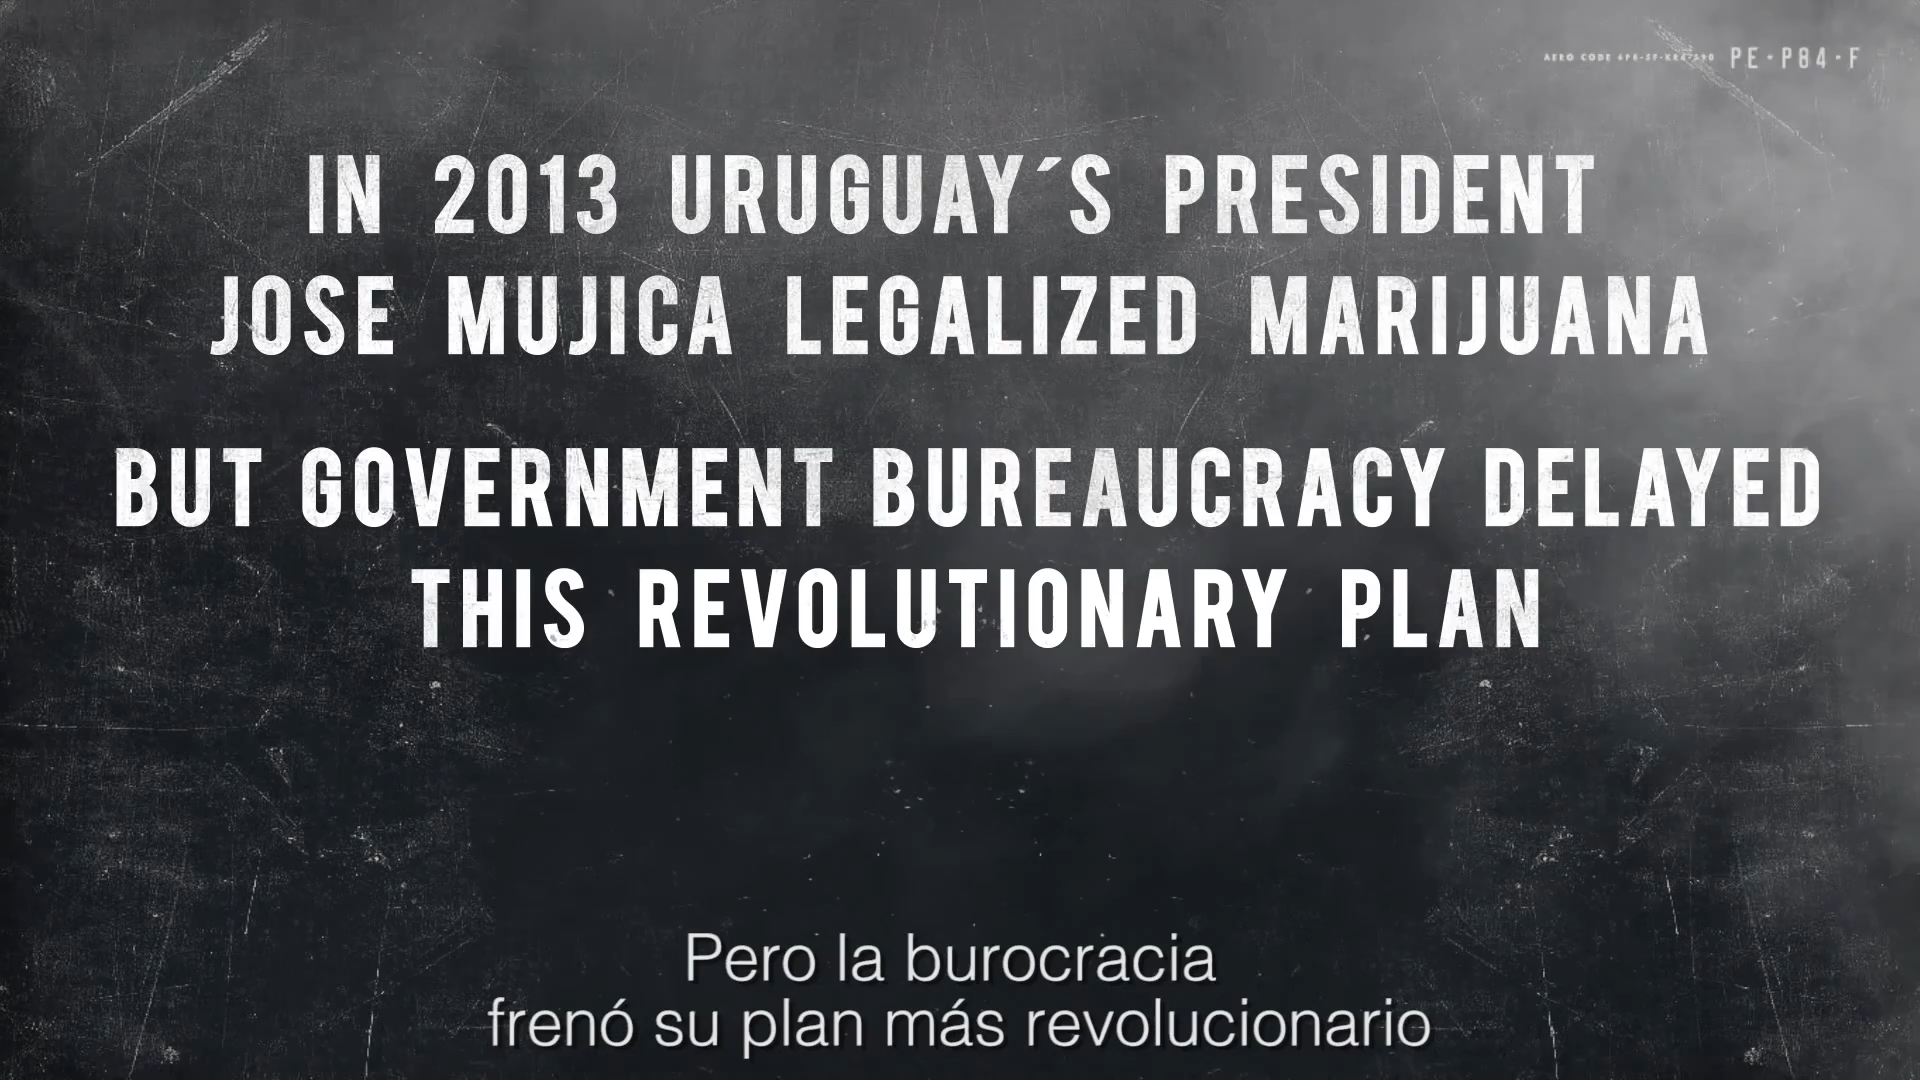 PE-P84-F
IN 2013 URUGUAY´S PRESIDENT
JOSE MUJICA LEGALIZED MARIJUANA
BUT GOVERNMENT BUREAUCRACY DELAYED
THIS REVOLUTIONARY PLAN
Pero la burocracia
frenó su plan más revolucionario